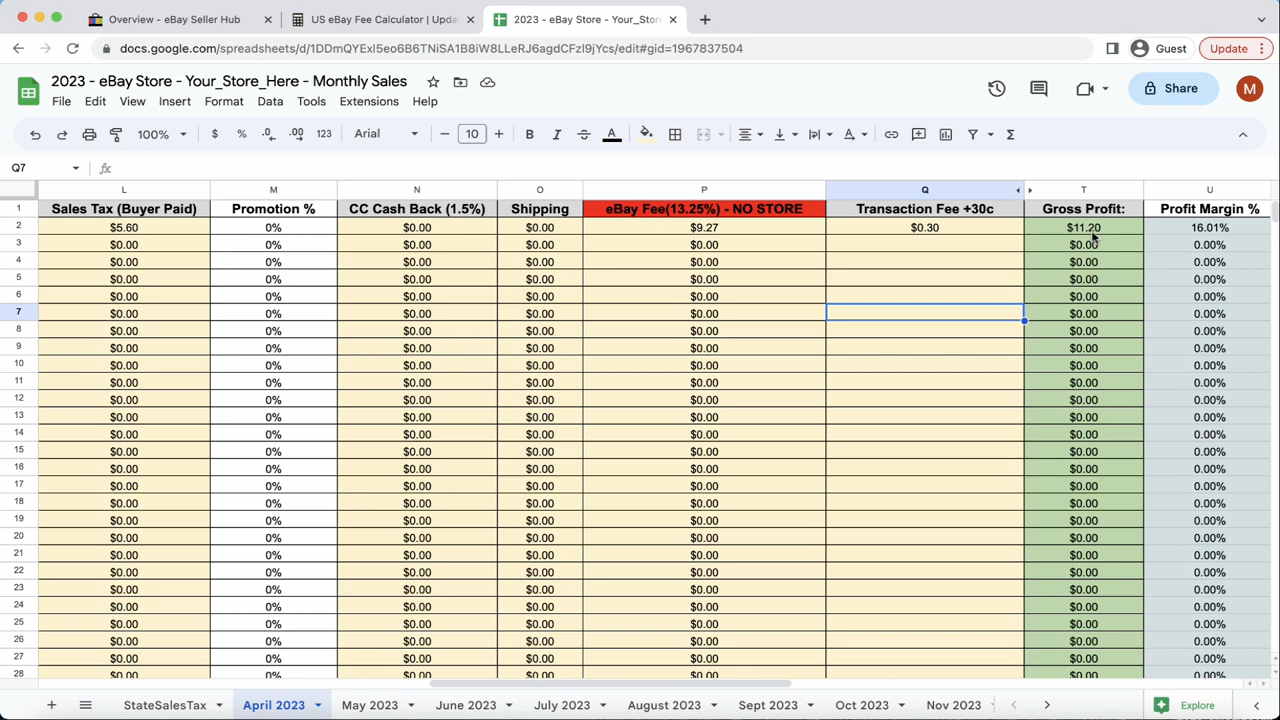 Overview - eBay Seller Hub
US eBay Fee Calculator | Upda
2023 - eBay Store - Your_Stor
docs.google.com/spreadsheets/d/1DDmQYExl5eo6B6TNiSA1B8iW8LLeRJ6agdCFzl9jYcs/edit#gid=1967837504
Guest
Update
2023 - eBay Store - Your_Store_Here - Monthly Sales
File Edit View Insert Format Data Tools Extensions Help
Share
M
100% $ % .0 .00 123 Arial 10 B I S A
Q7
fx
L M N O P Q T U
1 Sales Tax (Buyer Paid) Promotion % CC Cash Back (1.5%) Shipping eBay Fee(13.25%) - NO STORE Transaction Fee +30c Gross Profit: Profit Margin %
2 $5.60 0% $0.00 $0.00 $9.27 $0.30 $11.20 16.01%
3 $0.00 0% $0.00 $0.00 $0.00 $0.00 0.00%
4 $0.00 0% $0.00 $0.00 $0.00 $0.00 0.00%
5 $0.00 0% $0.00 $0.00 $0.00 $0.00 0.00%
6 $0.00 0% $0.00 $0.00 $0.00 $0.00 0.00%
7 $0.00 0% $0.00 $0.00 $0.00 $0.00 0.00%
8 $0.00 0% $0.00 $0.00 $0.00 $0.00 0.00%
9 $0.00 0% $0.00 $0.00 $0.00 $0.00 0.00%
10 $0.00 0% $0.00 $0.00 $0.00 $0.00 0.00%
11 $0.00 0% $0.00 $0.00 $0.00 $0.00 0.00%
12 $0.00 0% $0.00 $0.00 $0.00 $0.00 0.00%
13 $0.00 0% $0.00 $0.00 $0.00 $0.00 0.00%
14 $0.00 0% $0.00 $0.00 $0.00 $0.00 0.00%
15 $0.00 0% $0.00 $0.00 $0.00 $0.00 0.00%
16 $0.00 0% $0.00 $0.00 $0.00 $0.00 0.00%
17 $0.00 0% $0.00 $0.00 $0.00 $0.00 0.00%
18 $0.00 0% $0.00 $0.00 $0.00 $0.00 0.00%
19 $0.00 0% $0.00 $0.00 $0.00 $0.00 0.00%
20 $0.00 0% $0.00 $0.00 $0.00 $0.00 0.00%
21 $0.00 0% $0.00 $0.00 $0.00 $0.00 0.00%
22 $0.00 0% $0.00 $0.00 $0.00 $0.00 0.00%
23 $0.00 0% $0.00 $0.00 $0.00 $0.00 0.00%
24 $0.00 0% $0.00 $0.00 $0.00 $0.00 0.00%
25 $0.00 0% $0.00 $0.00 $0.00 $0.00 0.00%
26 $0.00 0% $0.00 $0.00 $0.00 $0.00 0.00%
27 $0.00 0% $0.00 $0.00 $0.00 $0.00 0.00%
28 $0.00 0% $0.00 $0.00 $0.00 $0.00 0.00%
StateSalesTax April 2023 May 2023 June 2023 July 2023 August 2023 Sept 2023 Oct 2023 Nov 2023 Explore